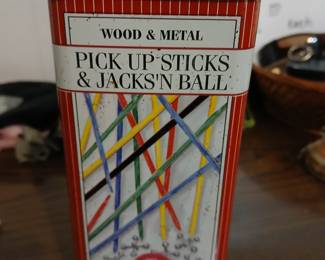 WOOD & METAL
PICK UP STICKS
& JACKS'N BALL